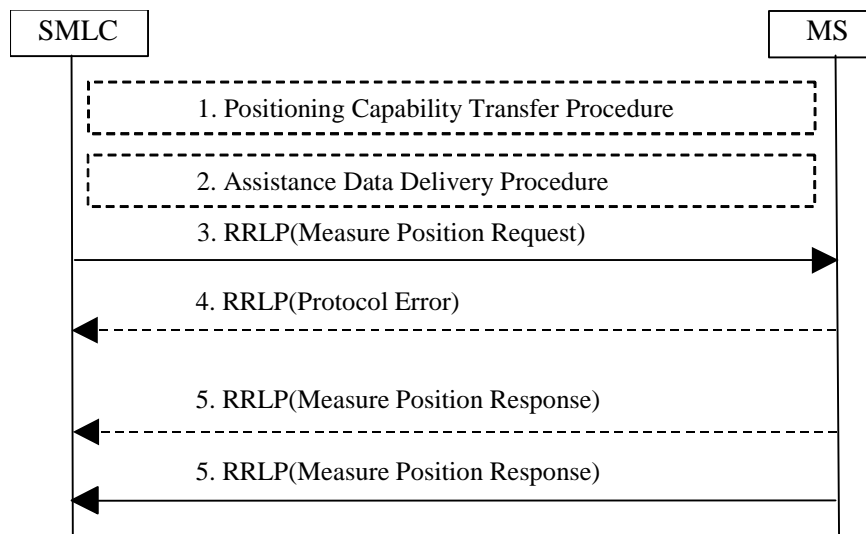 SMLC
MS
1. Positioning Capability Transfer Procedure
2. Assistance Data Delivery Procedure
3. RRLP(Measure Position Request)
4. RRLP(Protocol Error)
5. RRLP(Measure Position Response)
5. RRLP(Measure Position Response)